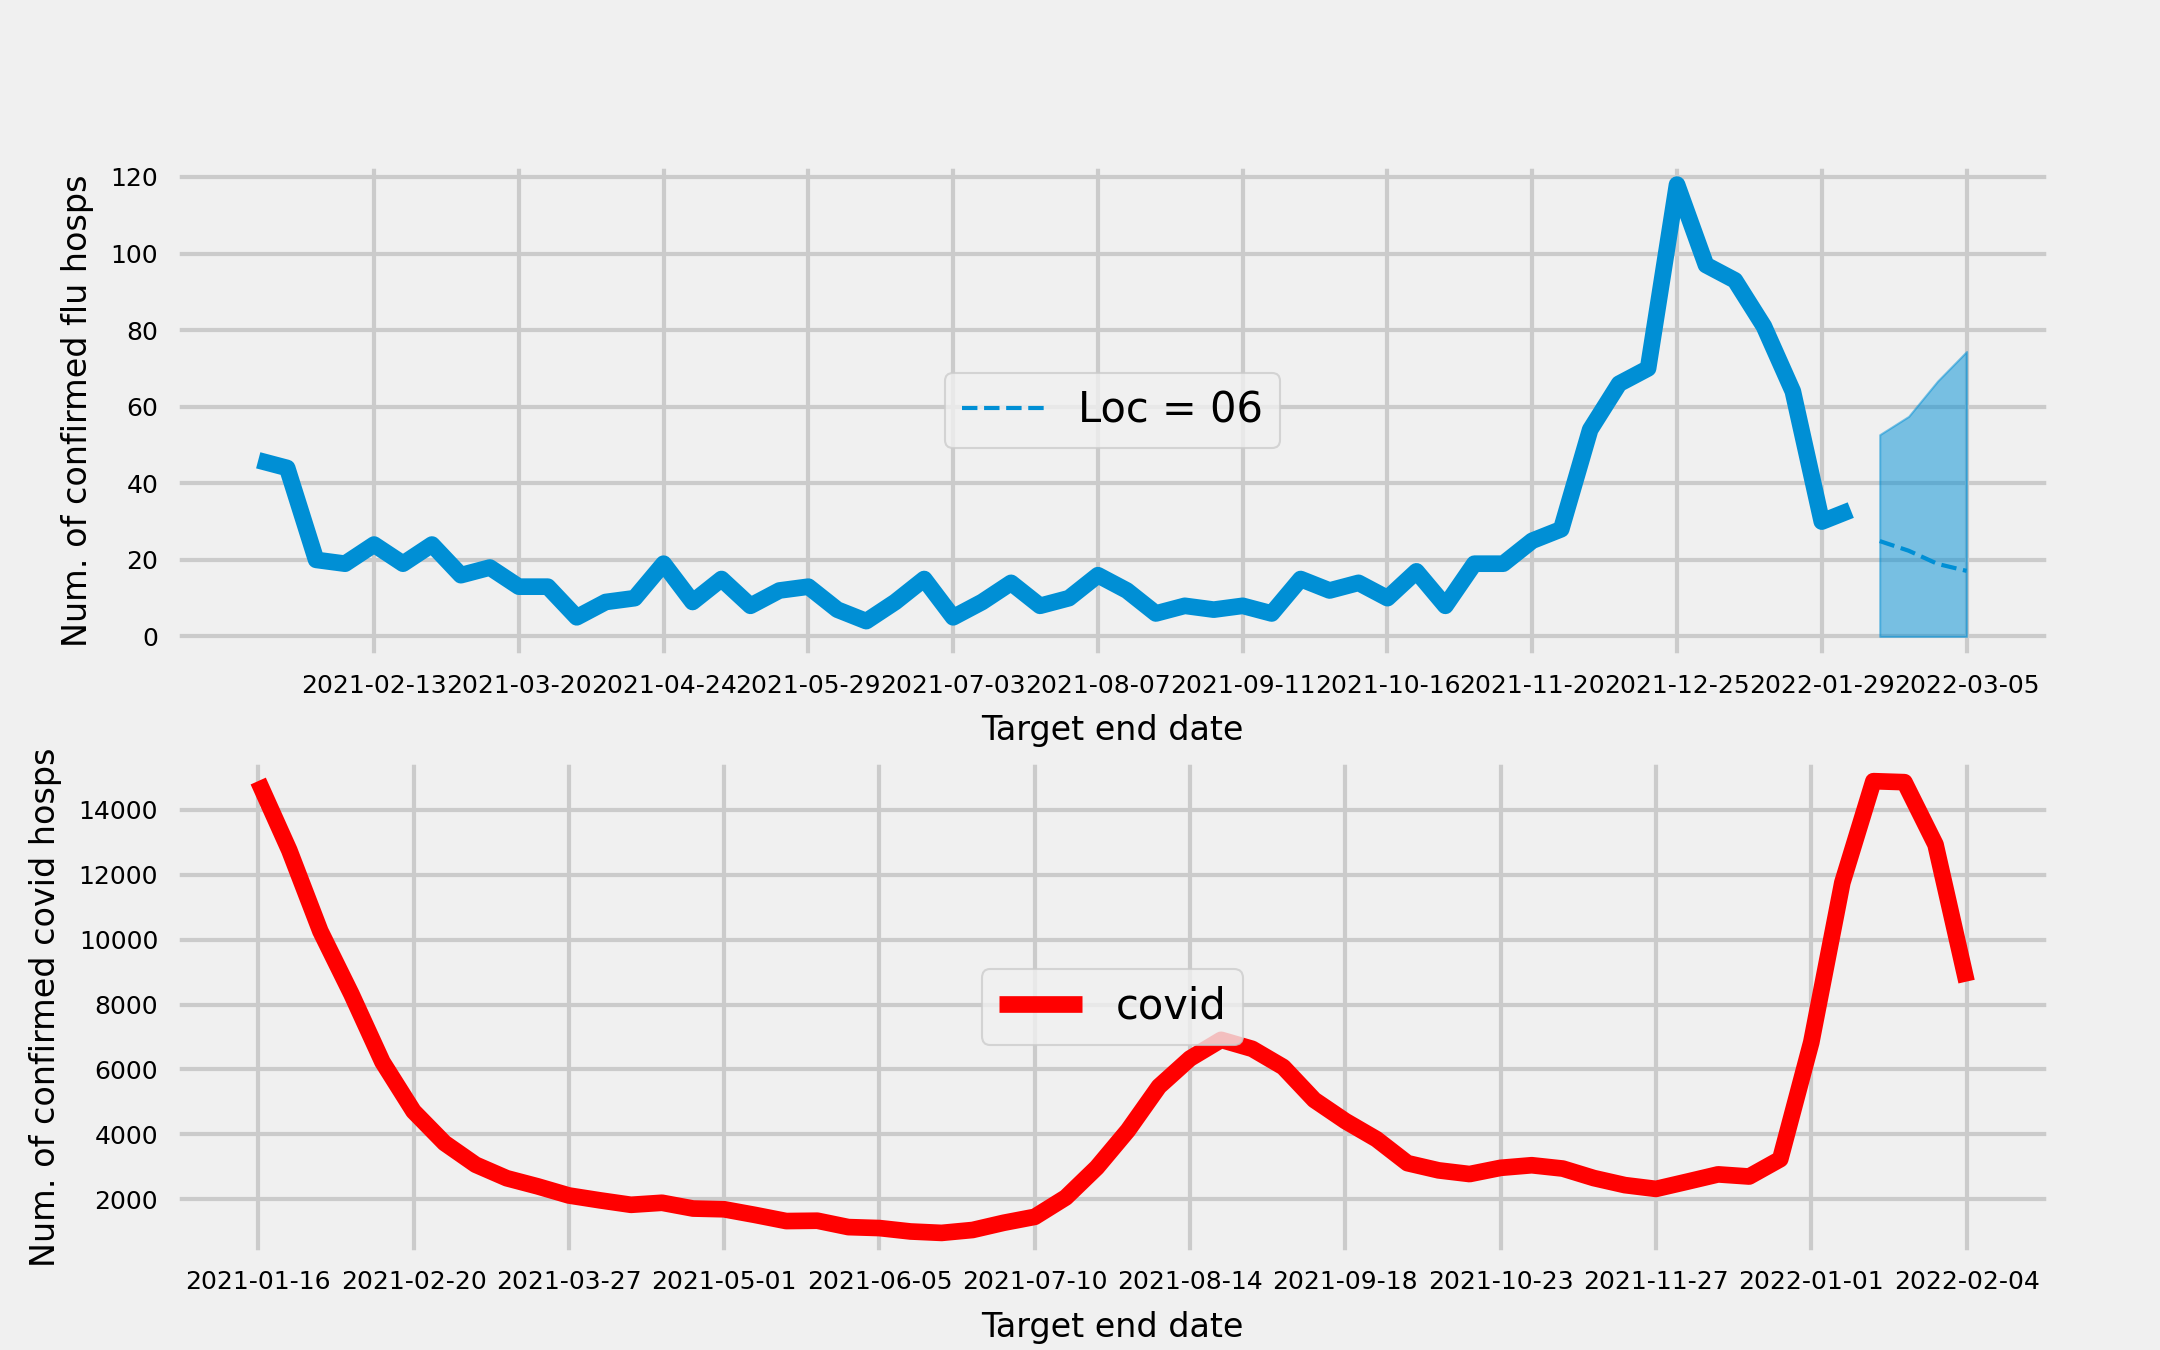 Num. of confirmed flu hosps
120
100
80
60
40
20
0
Loc = 06
2021-02-13 2021-03-20 2021-04-24 2021-05-29 2021-07-03 2021-08-07 2021-09-11 2021-10-16 2021-11-20 2021-12-25 2022-01-29 2022-03-05
Target end date
Num. of confirmed covid hosps
14000
12000
10000
8000
6000
4000
2000
covid
2021-01-16 2021-02-20 2021-03-27 2021-05-01 2021-06-05 2021-07-10 2021-08-14 2021-09-18 2021-10-23 2021-11-27 2022-01-01 2022-02-04
Target end date